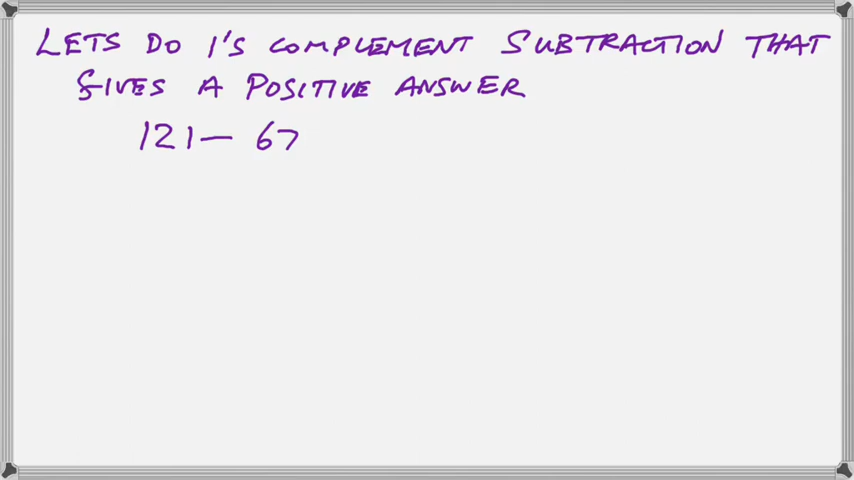 LETS DO 1'S COMPLEMENT SUBTRACTION THAT
GIVES A POSITIVE ANSWER
121- 67